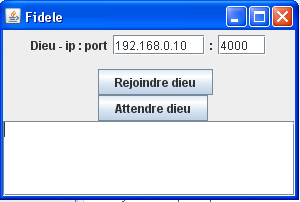 Fidele
Dieu - ip : port 192.168.0.10 : 4000
Rejoindre dieu
Attendre dieu